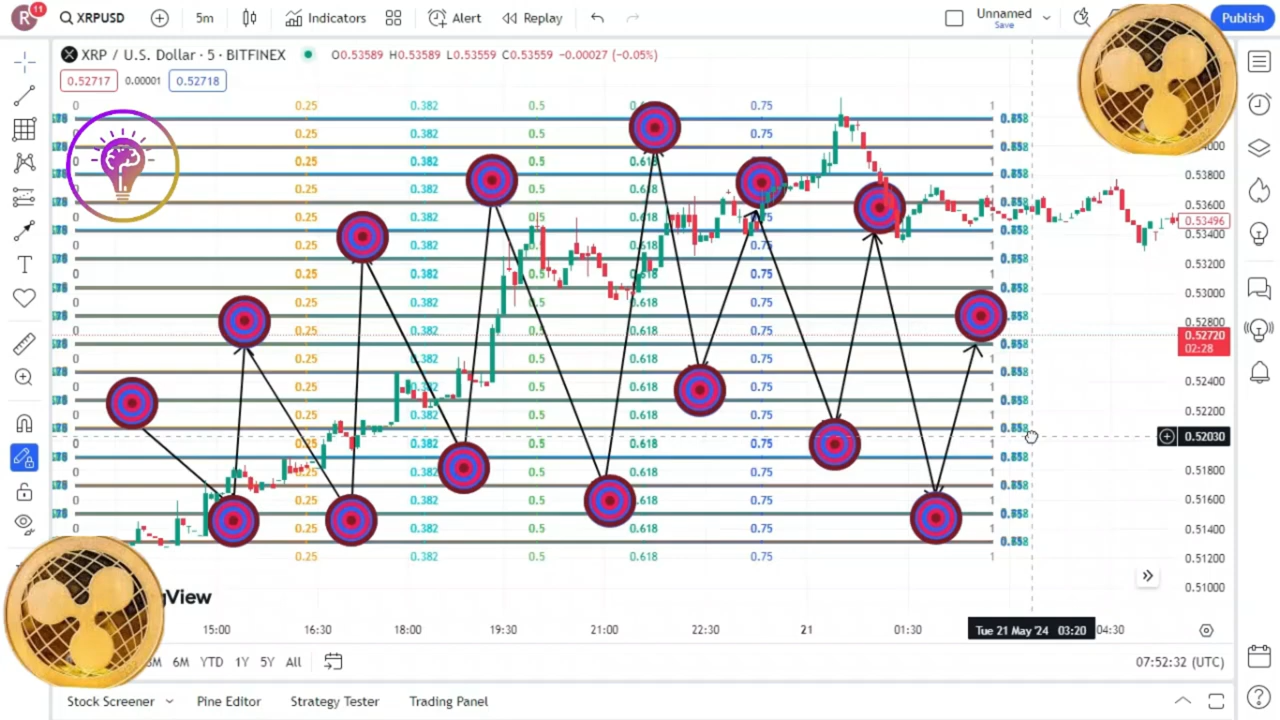 R 11 XRPUSD 5m Indicators Alert Replay Unnamed Save Publish
XRP / U.S. Dollar · 5 · BITFINEX O0.53589 H0.53589 L0.53559 C0.53559 −0.00027 (−0.05%)
0.52717 0.00001 0.52718
0 0.25 0.382 0.5 0.618 0.75 1 0.858
0.53800
0.53600
0.53496
0.53400
0.53200
0.53000
0.52800
0.52720
02:28
0.52400
0.52200
0.52030
0.51800
0.51600
0.51400
0.51200
0.51000
View
15:00 16:30 18:00 19:30 21:00 22:30 21 01:30 Tue 21 May '24 03:20 04:30
6M YTD 1Y 5Y All 07:52:32 (UTC)
Stock Screener Pine Editor Strategy Tester Trading Panel